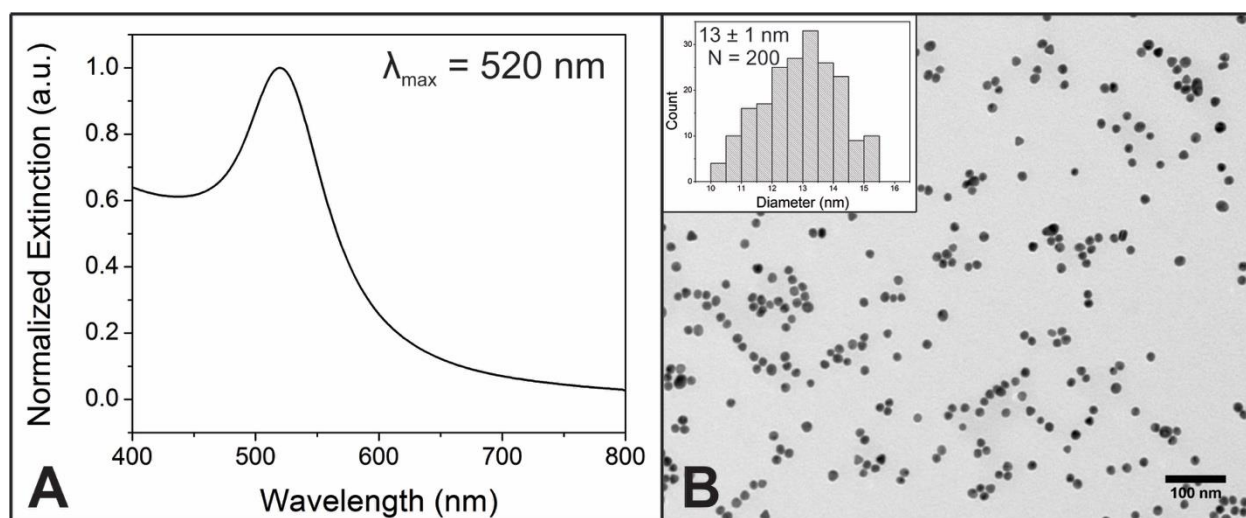 λmax = 520 nm
Normalized Extinction (a.u.)
1.0
0.8
0.6
0.4
0.2
0.0
400
500
600
700
800
Wavelength (nm)
A
13 ± 1 nm
N = 200
Count
30
20
10
0
10 11 12 13 14 15 16
Diameter (nm)
B
100 nm